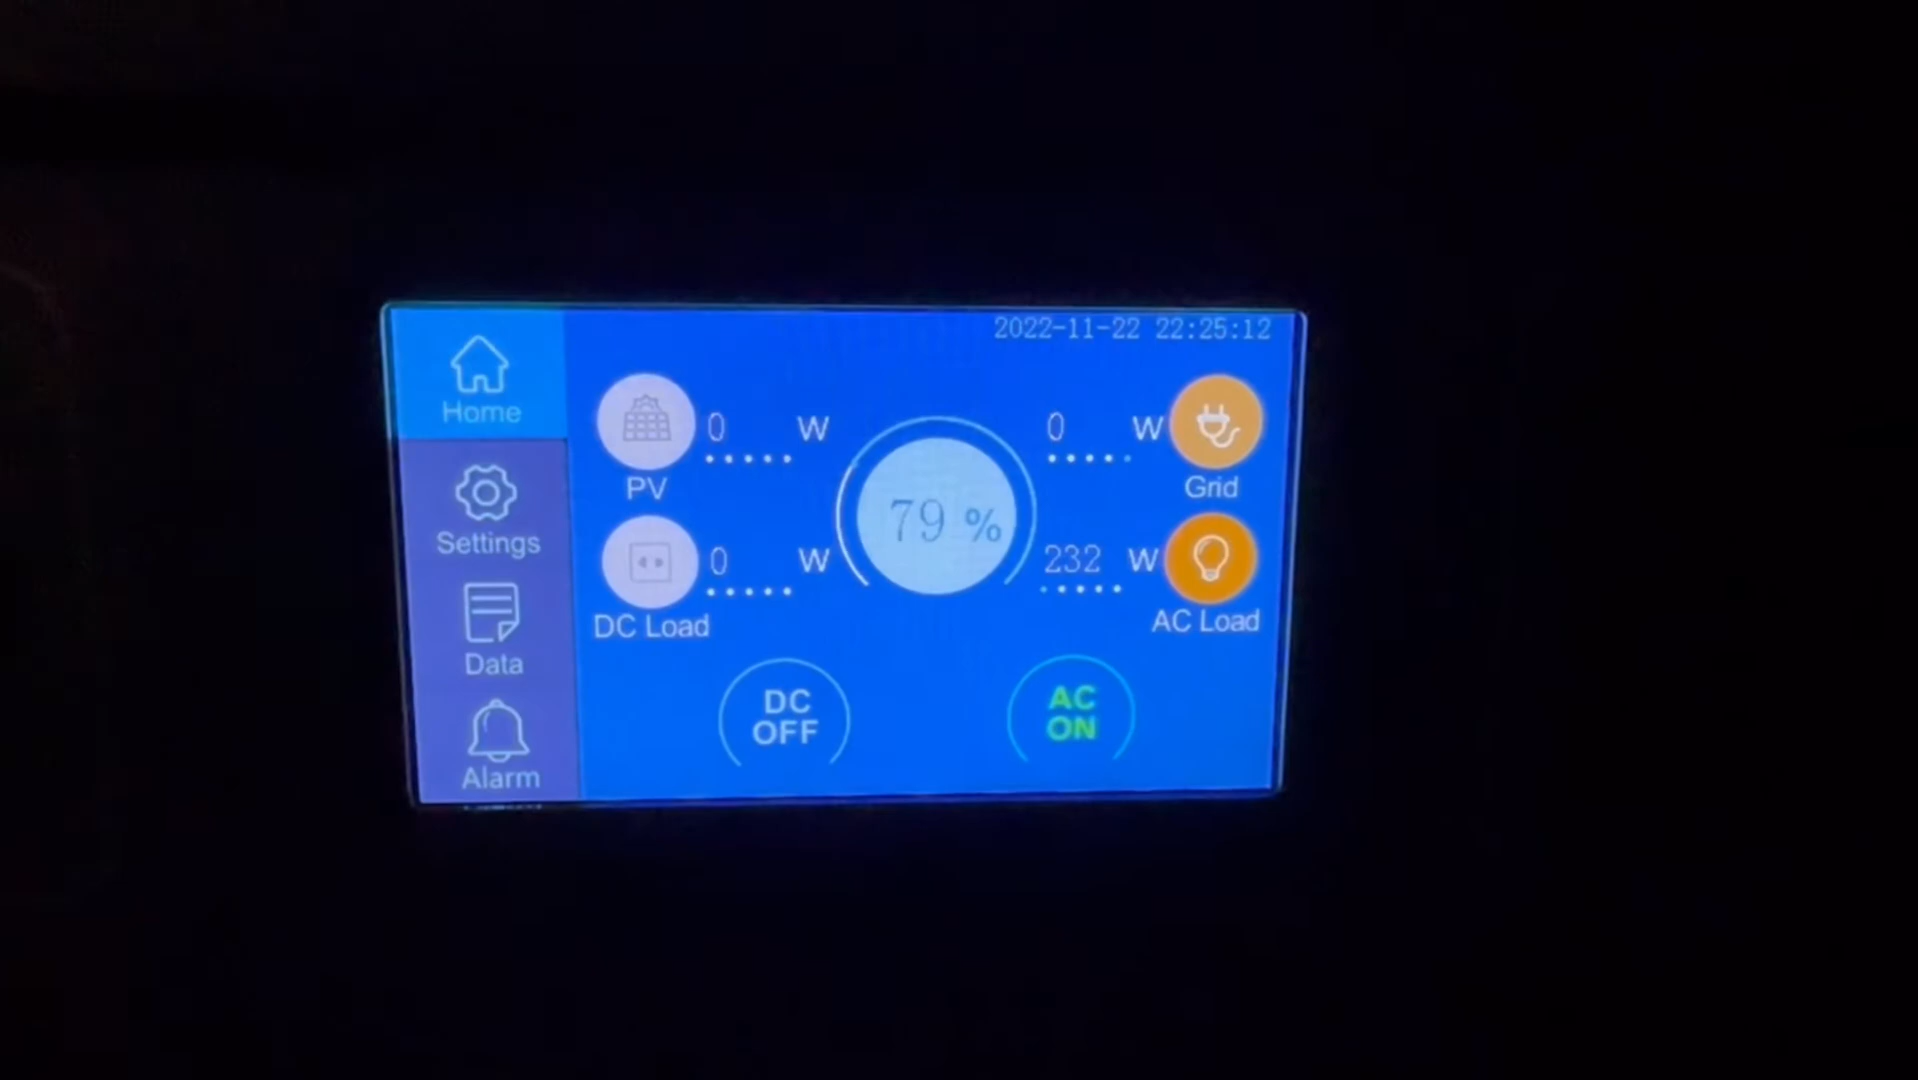 2022-11-22 22:25:12
Home
Settings
Data
Alarm
0 W
PV
0 W
DC Load
79 %
0 W
Grid
232 W
AC Load
DC
OFF
AC
ON